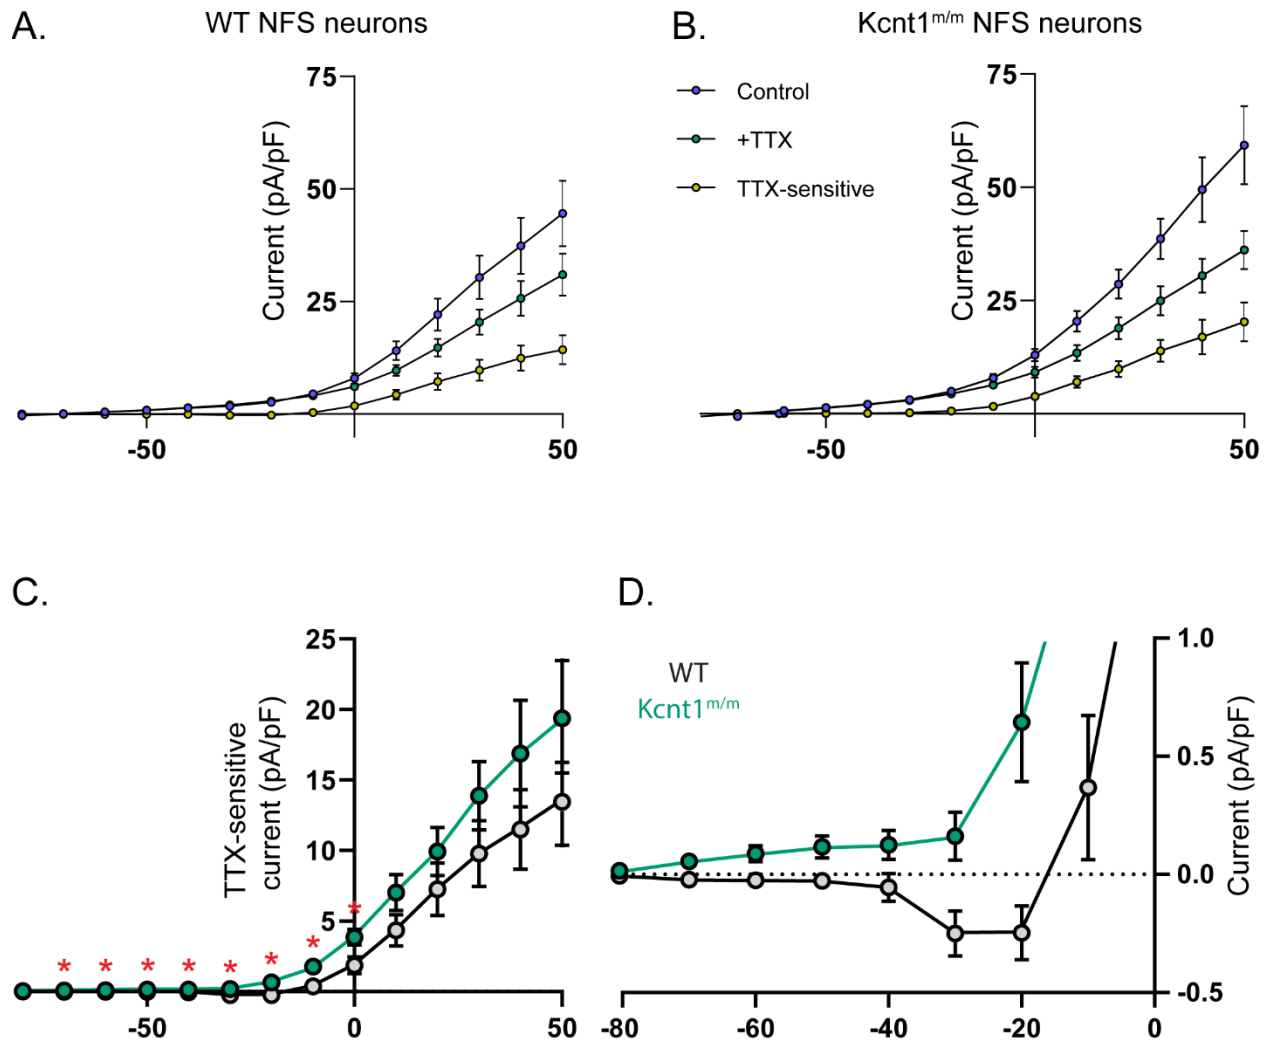 A.
WT NFS neurons
75
50
25
Current (pA/pF)
-50
50
B.
Kcnt1m/m NFS neurons
Control
+TTX
TTX-sensitive
75
50
25
Current (pA/pF)
-50
50
C.
25
20
15
10
5
TTX-sensitive
current (pA/pF)
* * * * * * * *
-50
0
50
D.
WT
Kcnt1m/m
1.0
0.5
0.0
-0.5
Current (pA/pF)
-80
-60
-40
-20
0